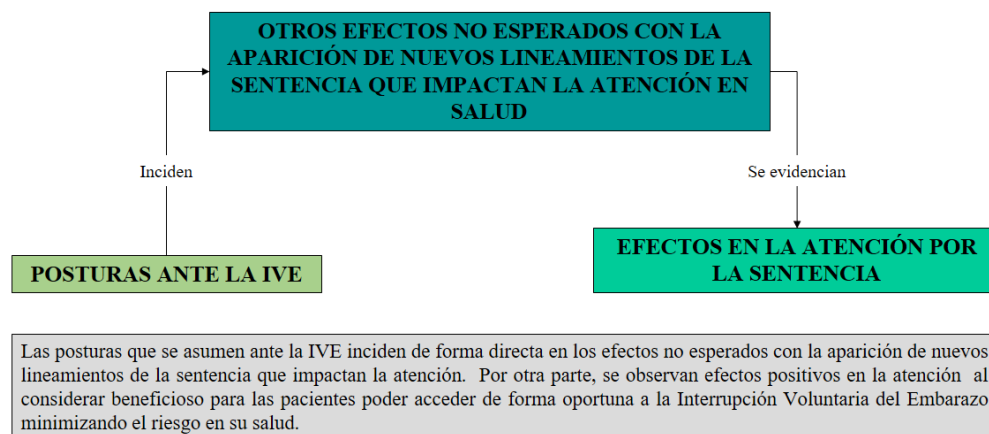 OTROS EFECTOS NO ESPERADOS CON LA
APARICIÓN DE NUEVOS LINEAMIENTOS DE LA
SENTENCIA QUE IMPACTAN LA ATENCIÓN EN
SALUD
Inciden
Se evidencian
POSTURAS ANTE LA IVE
EFECTOS EN LA ATENCIÓN POR
LA SENTENCIA
Las posturas que se asumen ante la IVE inciden de forma directa en los efectos no esperados con la aparición de nuevos
lineamientos de la sentencia que impactan la atención. Por otra parte, se observan efectos positivos en la atención al
considerar beneficioso para las pacientes poder acceder de forma oportuna a la Interrupción Voluntaria del Embarazo
minimizando el riesgo en su salud.